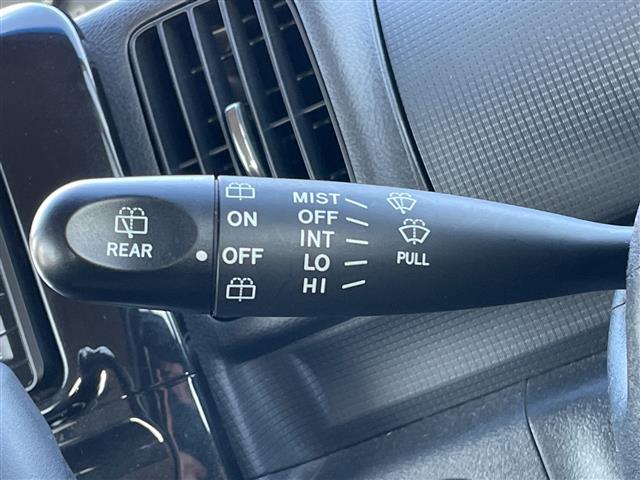 REAR
ON
OFF
MIST
OFF
INT
LO
HI
PULL